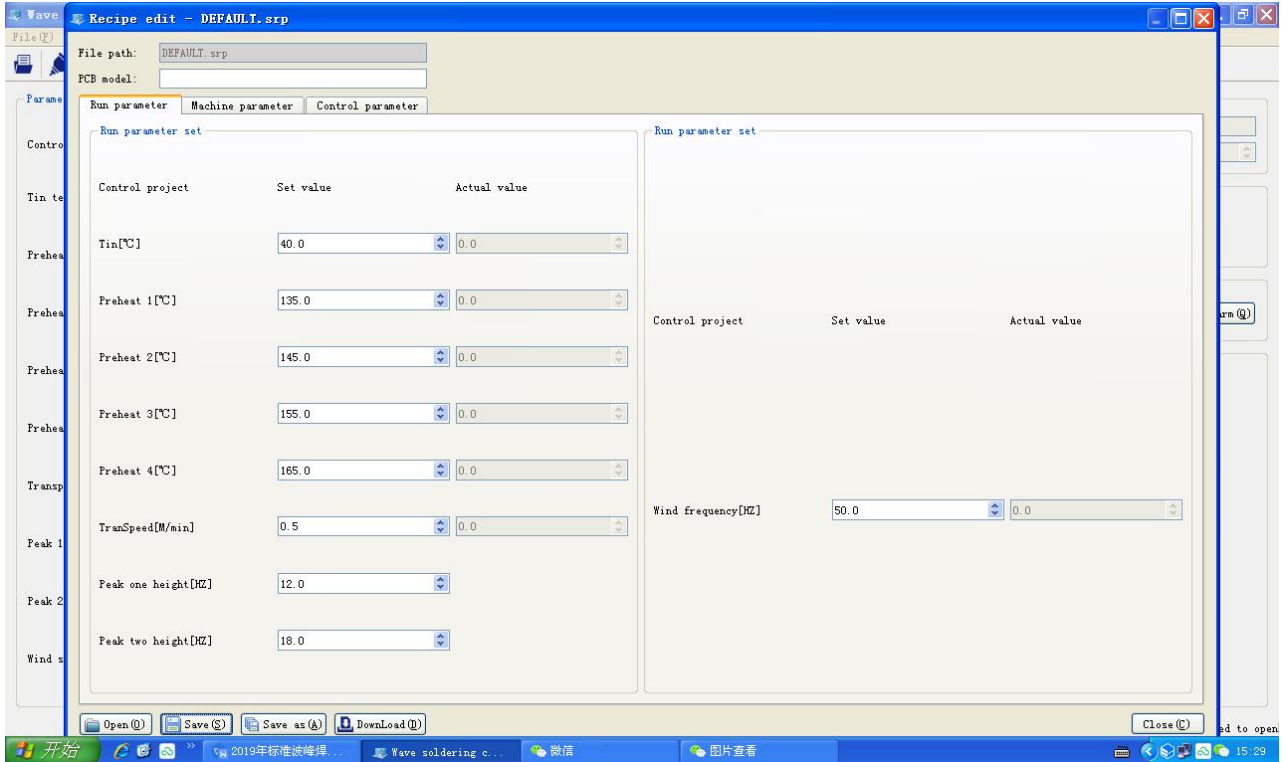 Wave
Recipe edit - DEFAULT.srp
File(F)
File path: DEFAULT.srp
PCB model:
Run parameter Machine parameter Control parameter
Parame
Run parameter set
Run parameter set
Contro
Control project Set value Actual value
Tin te
Tin[℃] 40.0 0.0
Prehea
Preheat 1[℃] 135.0 0.0
Prehea
Control project Set value Actual value
arm(Q)
Preheat 2[℃] 145.0 0.0
Prehea
Preheat 3[℃] 155.0 0.0
Prehea
Preheat 4[℃] 165.0 0.0
Transp
Wind frequency[HZ] 50.0 0.0
TranSpeed[M/min] 0.5 0.0
Peak 1
Peak one height[HZ] 12.0
Peak 2
Peak two height[HZ] 18.0
Wind s
Open(O) Save(S) Save as(A) DownLoad(D) Close(C)
ed to open
开始 2019年标准波峰焊... Wave soldering c... 微信 图片查看 15:29